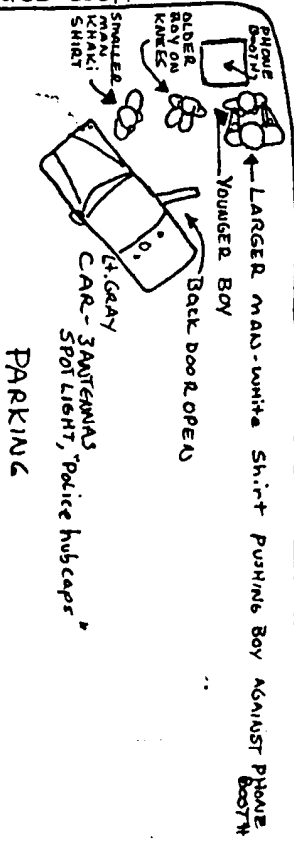 PHONE
BOOTH
← LARGER MAN-White Shirt PUSHING BOY AGAINST PHONE
BOOTH
YOUNGER BOY
OLDER
BOY ON
KNEES
SMALLER
MAN
KHAKI
SHIRT
BACK DOOR OPEN
Lt. GRAY
CAR- 3 ANTENNAS
SPOT LIGHT, "Police hubcaps"
PARKING